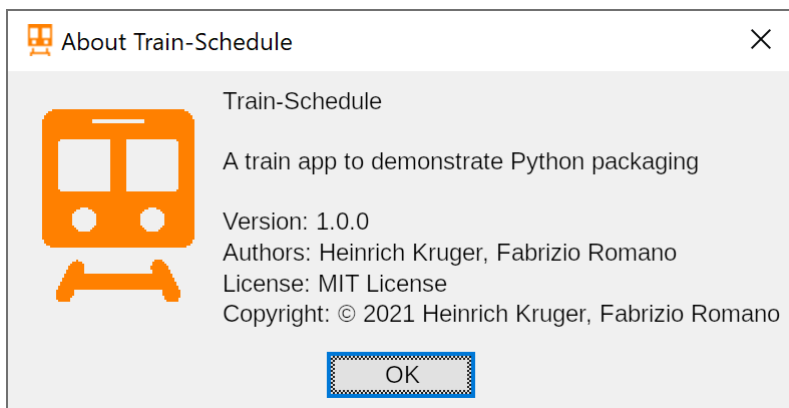 About Train-Schedule
Train-Schedule
A train app to demonstrate Python packaging
Version: 1.0.0
Authors: Heinrich Kruger, Fabrizio Romano
License: MIT License
Copyright: © 2021 Heinrich Kruger, Fabrizio Romano
OK